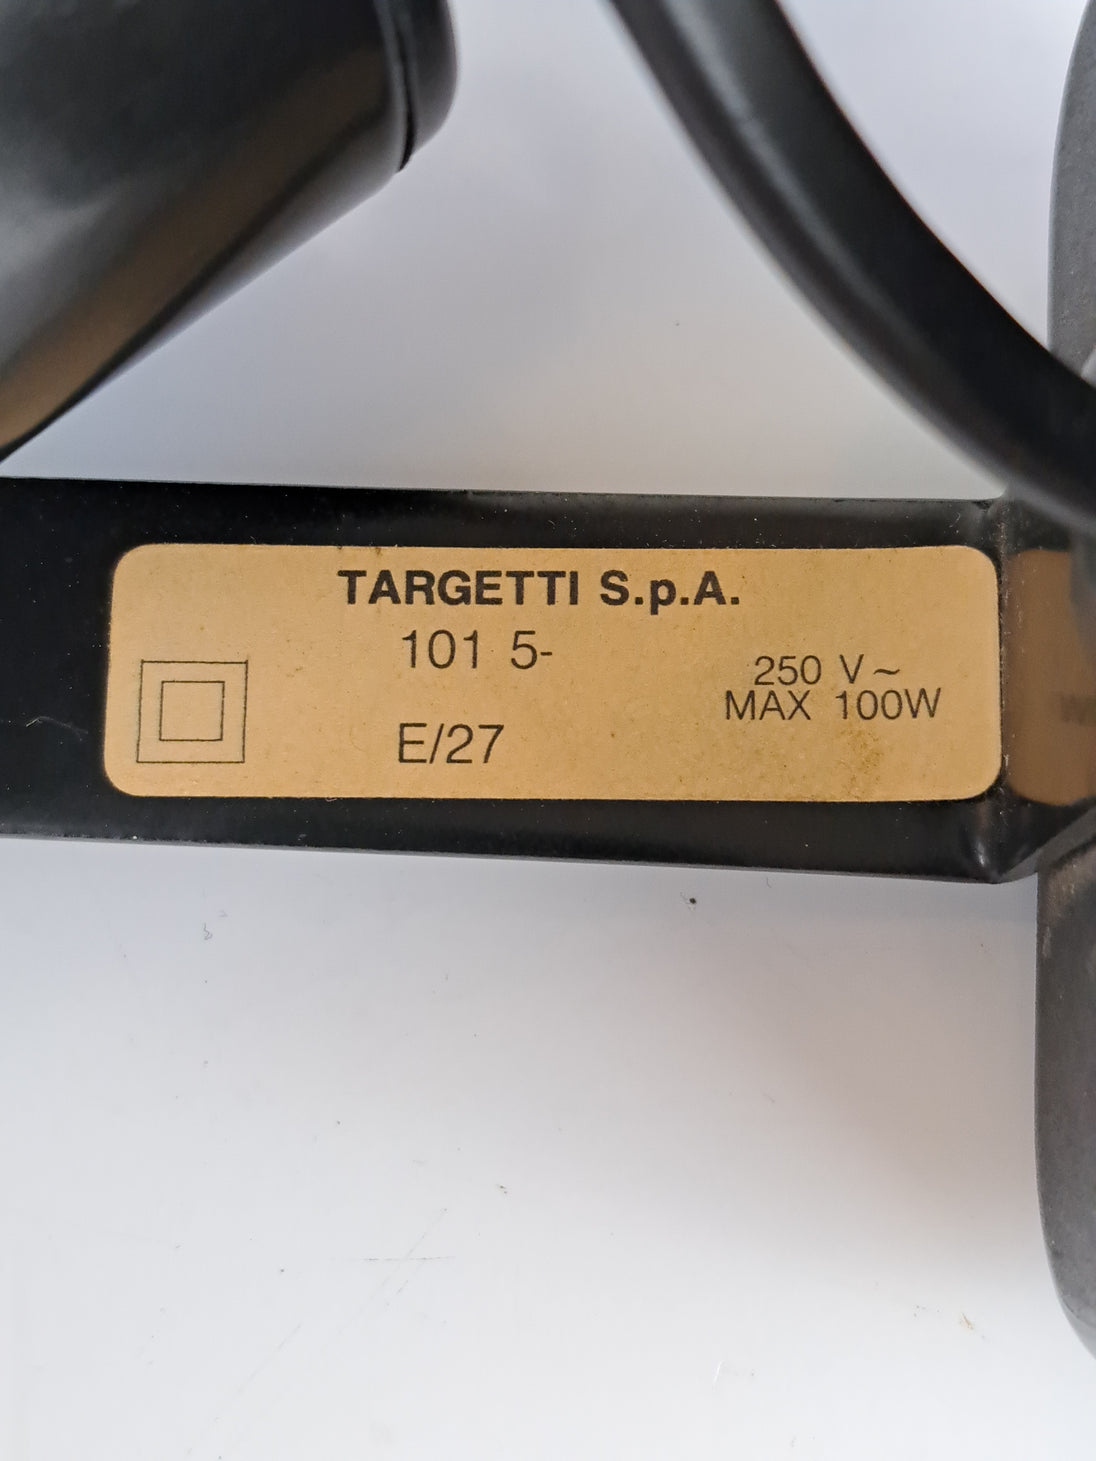 TARGETTI S.p.A.
101 5-
250 V~
MAX 100W
E/27